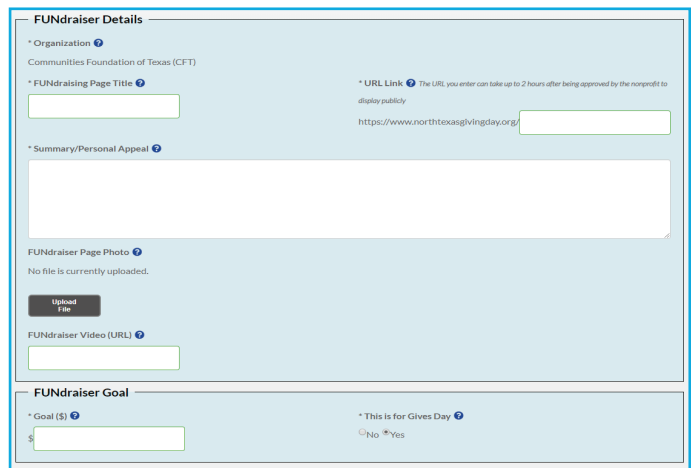 FUNdraiser Details
* Organization ?
Communities Foundation of Texas (CFT)
* FUNdraising Page Title ?
* URL Link ? The URL you enter can take up to 2 hours after being approved by the nonprofit to
display publicly
https://www.northtexasgivingday.org/
* Summary/Personal Appeal ?
FUNdraiser Page Photo ?
No file is currently uploaded.
Upload
File
FUNdraiser Video (URL) ?
FUNdraiser Goal
* Goal ($) ?
$
* This is for Gives Day ?
No Yes